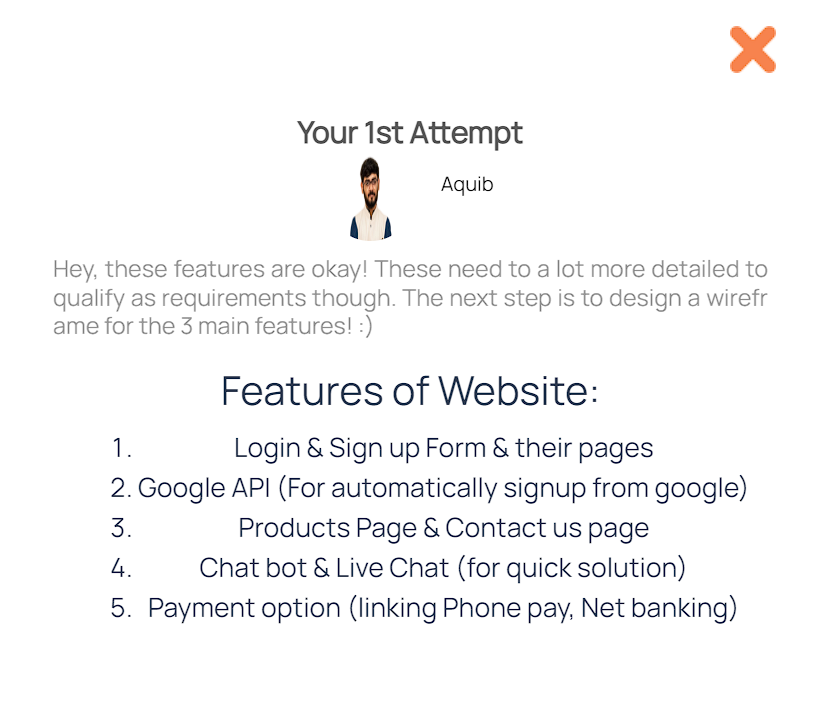 Your 1st Attempt
Aquib
Hey, these features are okay! These need to a lot more detailed to
qualify as requirements though. The next step is to design a wirefr
ame for the 3 main features! :)
Features of Website:
1. Login & Sign up Form & their pages
2. Google API (For automatically signup from google)
3. Products Page & Contact us page
4. Chat bot & Live Chat (for quick solution)
5. Payment option (linking Phone pay, Net banking)